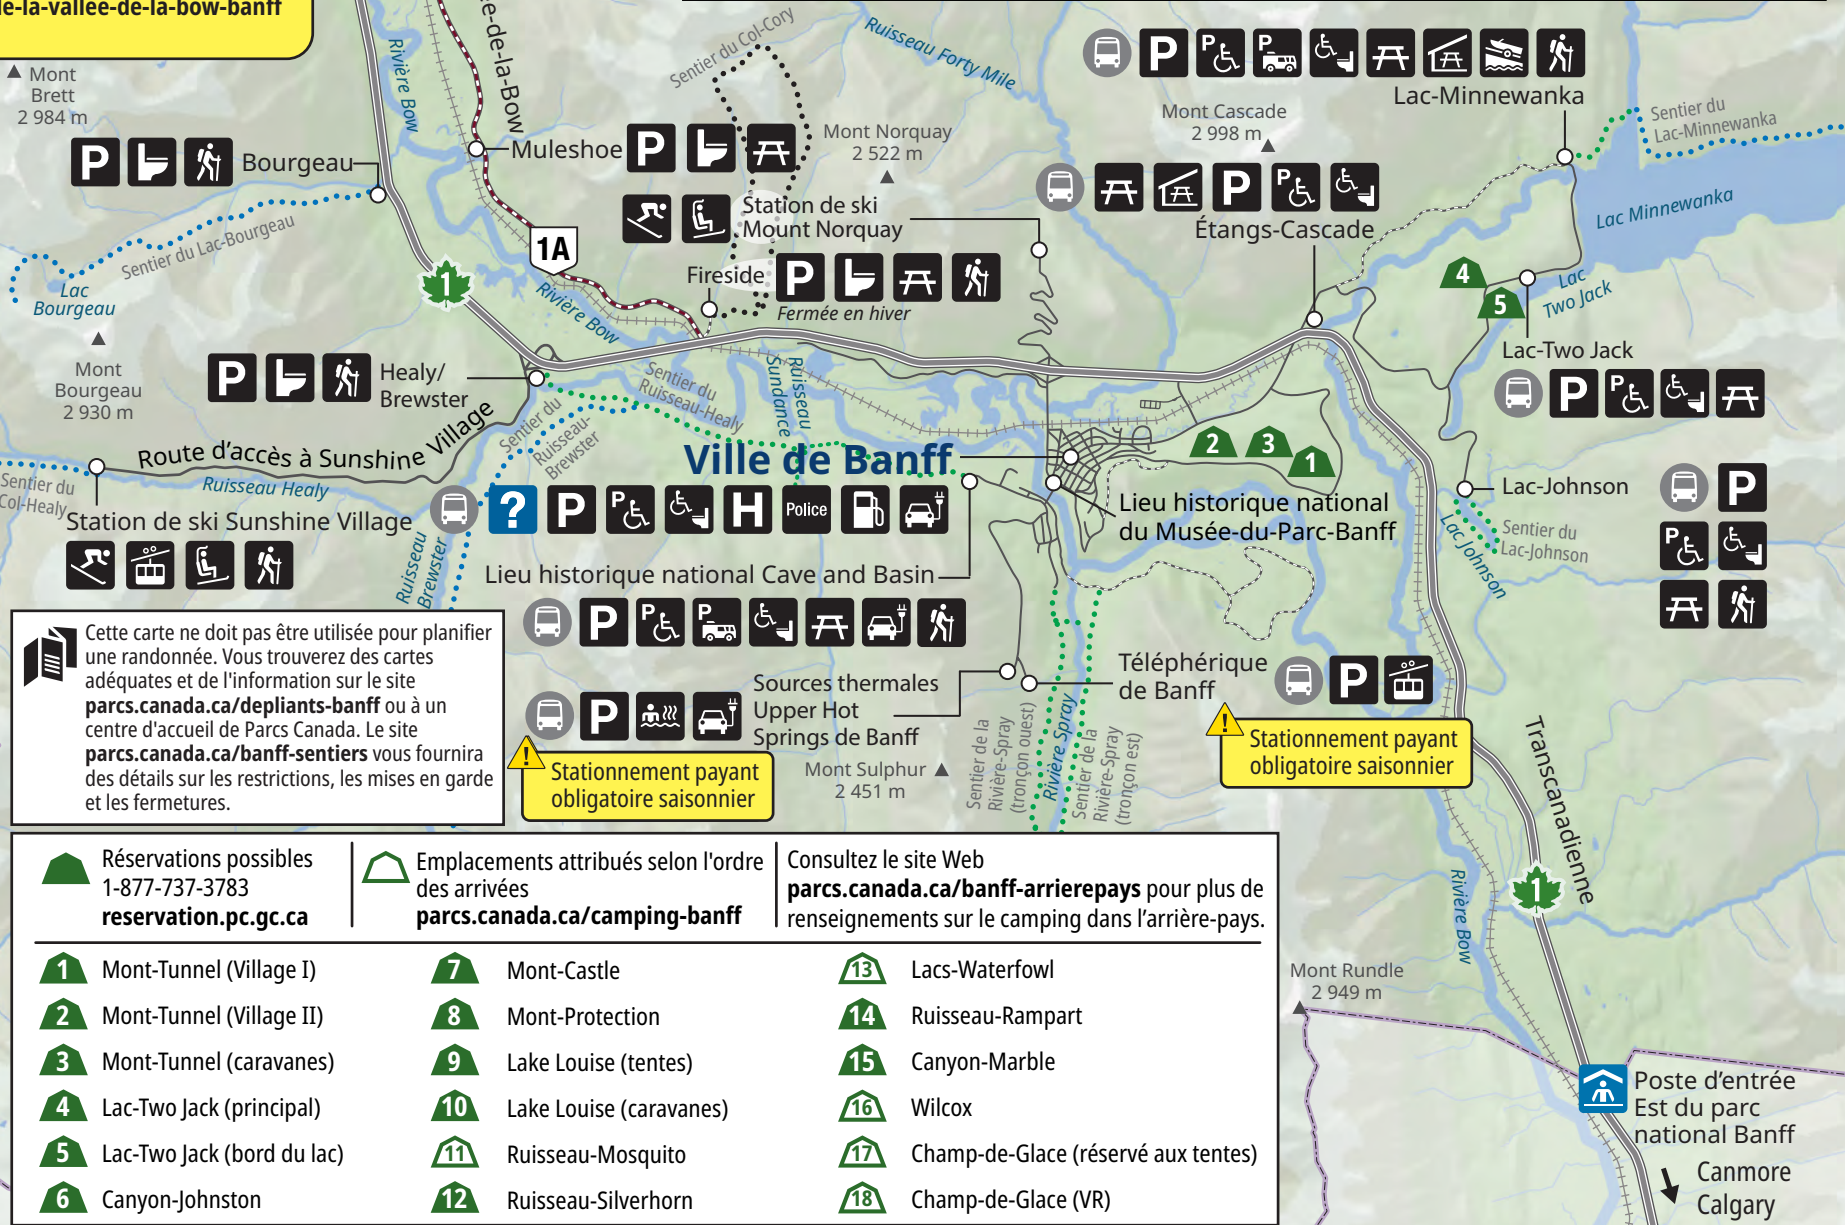 de-la-vallée-de-la-bow-banff
Mont
Brett
2 984 m
Rivière Bow
e-de-la-Bow
Sentier du Col-Cory
Ruisseau Forty Mile
Lac-Minnewanka
Sentier du
Lac-Minnewanka
Mont Cascade
2 998 m
Mont Norquay
2 522 m
Bourgeau
Muleshoe
Sentier du Lac-Bourgeau
Lac
Bourgeau
Station de ski
Mount Norquay
Étangs-Cascade
Lac Minnewanka
1A
1
Fireside
Fermée en hiver
Rivière Bow
4
5
Lac
Two Jack
Lac-Two Jack
Mont
Bourgeau
2 930 m
Healy/
Brewster
Sentier du
Ruisseau-Healy
Ruisseau
Sundance
Sentier du
Ruisseau-
Brewster
Route d'accès à Sunshine Village
Ruisseau Healy
Sentier du
Col-Healy
Station de ski Sunshine Village
Ruisseau
Brewster
Ville de Banff
? P P H Police
2
3
1
Lieu historique national
du Musée-du-Parc-Banff
Lac-Johnson
Lac Johnson
Sentier du
Lac-Johnson
Lieu historique national Cave and Basin
Sources thermales
Upper Hot
Springs de Banff
Stationnement payant
obligatoire saisonnier
Mont Sulphur
2 451 m
Sentier de la
Rivière-Spray
(tronçon ouest)
Rivière Spray
Sentier de la
Rivière-Spray
(tronçon est)
Téléphérique
de Banff
Stationnement payant
obligatoire saisonnier
Transcanadienne
1
Rivière Bow
Mont Rundle
2 949 m
Poste d'entrée
Est du parc
national Banff
Canmore
Calgary
Cette carte ne doit pas être utilisée pour planifier
une randonnée. Vous trouverez des cartes
adéquates et de l'information sur le site
parcs.canada.ca/depliants-banff ou à un
centre d'accueil de Parcs Canada. Le site
parcs.canada.ca/banff-sentiers vous fournira
des détails sur les restrictions, les mises en garde
et les fermetures.
Réservations possibles
1-877-737-3783
reservation.pc.gc.ca
Emplacements attribués selon l'ordre
des arrivées
parcs.canada.ca/camping-banff
Consultez le site Web
parcs.canada.ca/banff-arrierepays pour plus de
renseignements sur le camping dans l'arrière-pays.
1 Mont-Tunnel (Village I)
2 Mont-Tunnel (Village II)
3 Mont-Tunnel (caravanes)
4 Lac-Two Jack (principal)
5 Lac-Two Jack (bord du lac)
6 Canyon-Johnston
7 Mont-Castle
8 Mont-Protection
9 Lake Louise (tentes)
10 Lake Louise (caravanes)
11 Ruisseau-Mosquito
12 Ruisseau-Silverhorn
13 Lacs-Waterfowl
14 Ruisseau-Rampart
15 Canyon-Marble
16 Wilcox
17 Champ-de-Glace (réservé aux tentes)
18 Champ-de-Glace (VR)